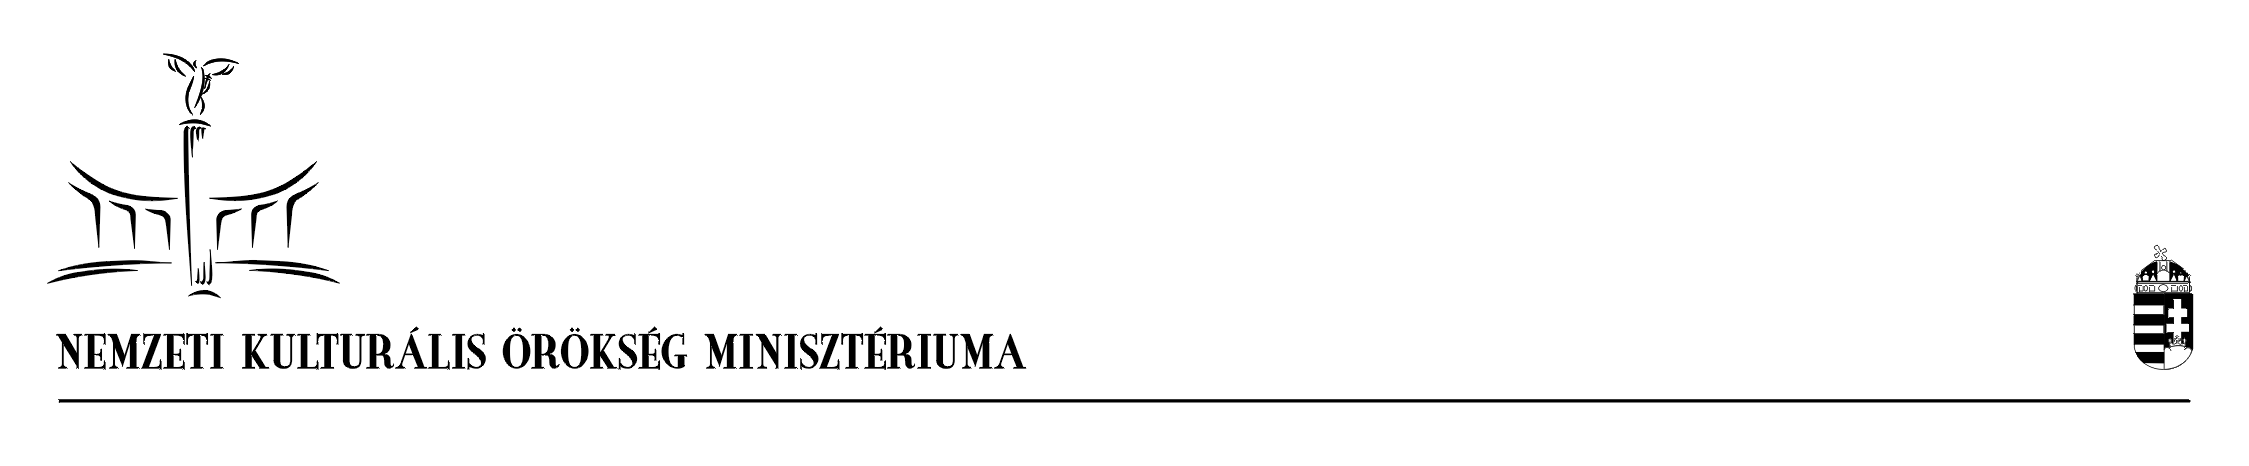 NEMZETI KULTURÁLIS ÖRÖKSÉG MINISZTÉRIUMA